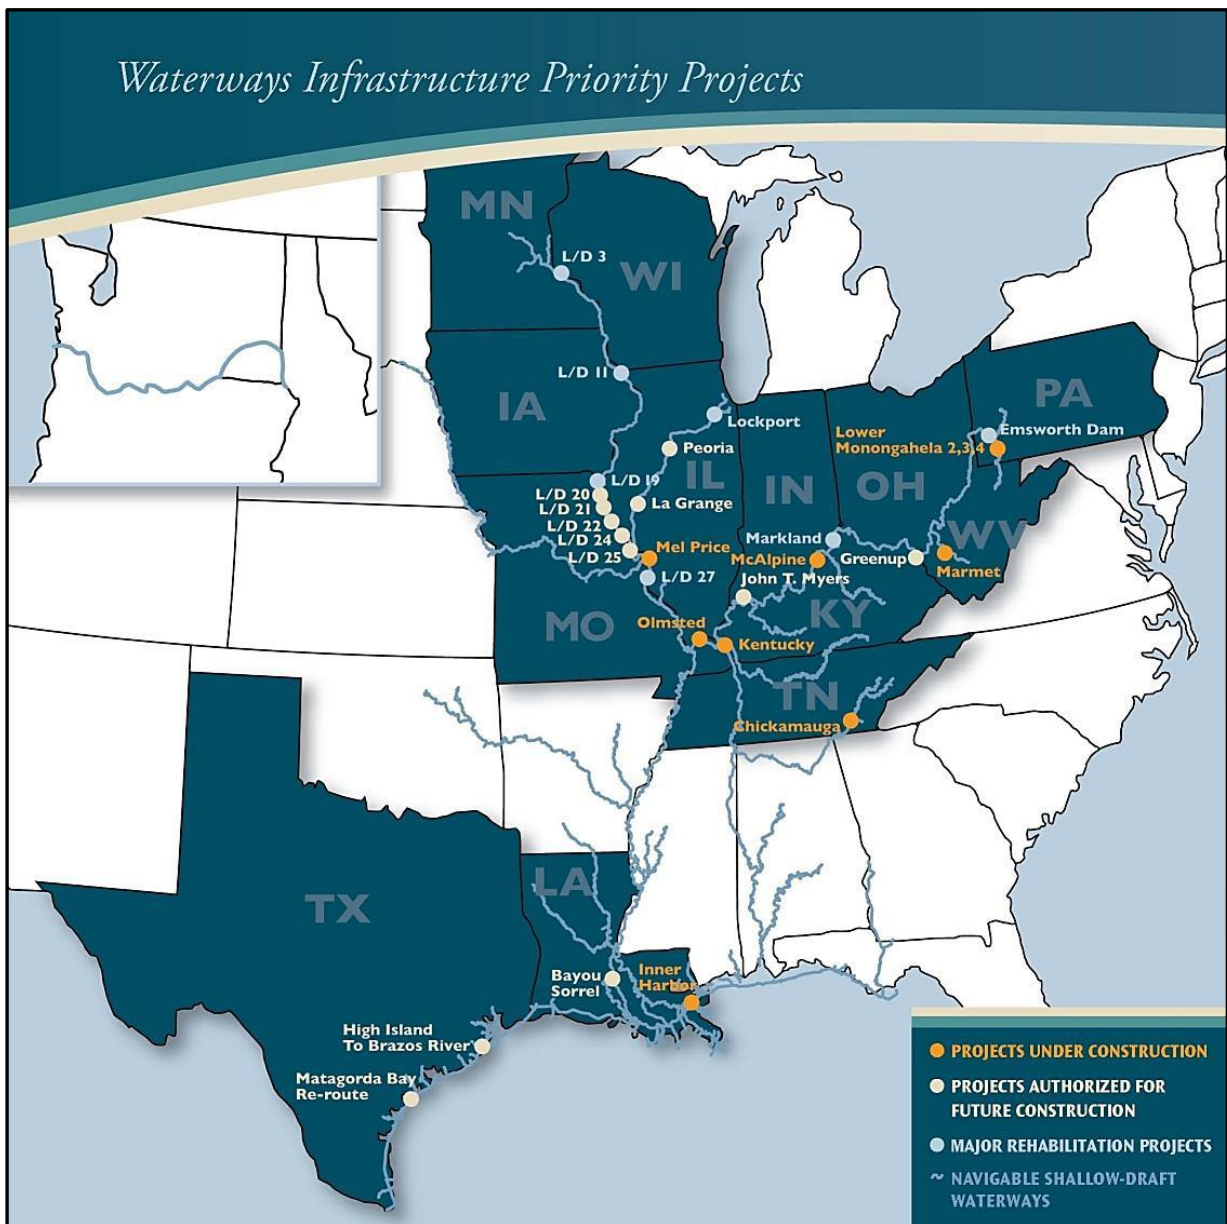 Waterways Infrastructure Priority Projects
MN
L/D 3
WI
L/D 11
IA
PA
Lockport
Lower
Monongahela 2,3,4
Emsworth Dam
Peoria
IL
IN
OH
L/D 19
L/D 20
L/D 21
La Grange
L/D 22
L/D 24
L/D 25
Markland
WV
Mel Price
McAlpine
Greenup
Marmet
L/D 27
John T. Myers
KY
MO
Olmsted
Kentucky
TN
Chickamauga
LA
TX
Bayou
Sorrel
Inner
Harbor
High Island
To Brazos River
Matagorda Bay
Re-route
PROJECTS UNDER CONSTRUCTION
PROJECTS AUTHORIZED FOR
FUTURE CONSTRUCTION
MAJOR REHABILITATION PROJECTS
NAVIGABLE SHALLOW-DRAFT
WATERWAYS